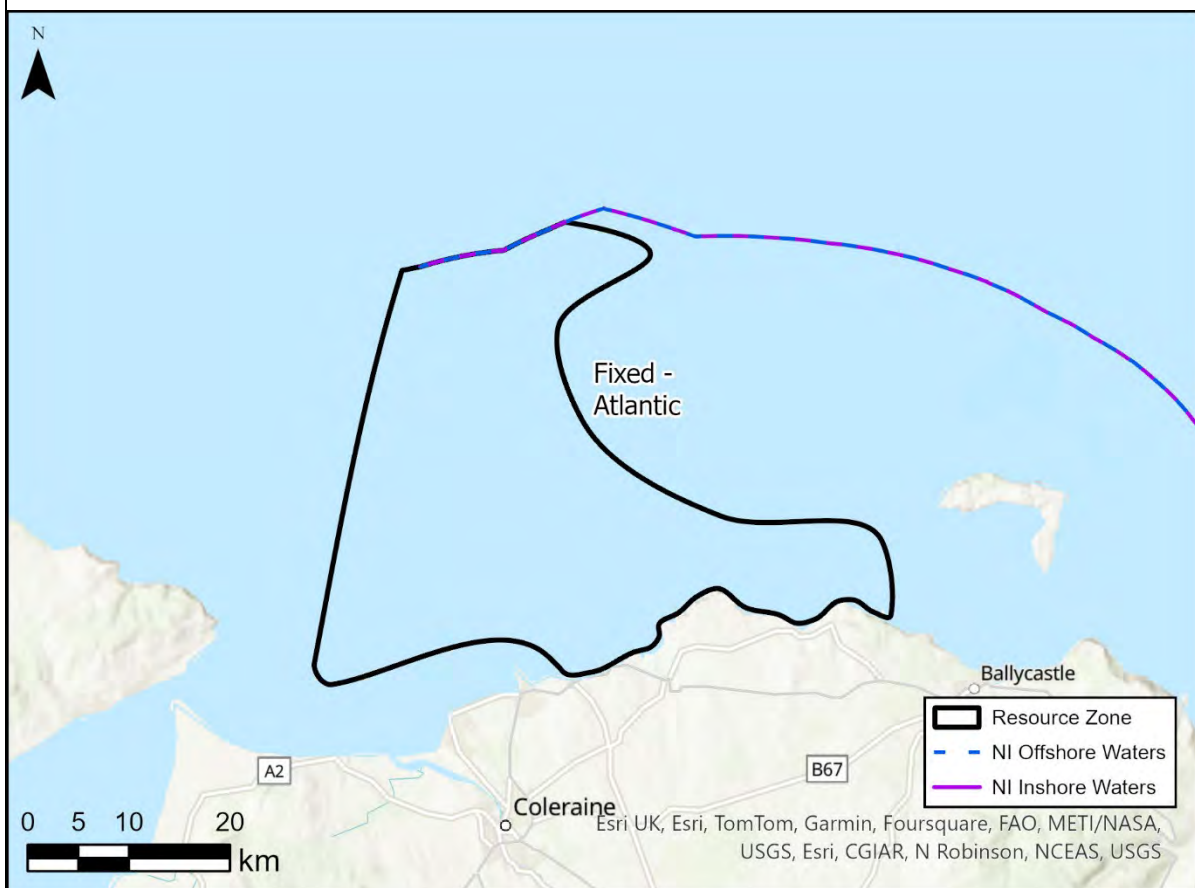 N
Fixed -
Atlantic
Ballycastle
Resource Zone
NI Offshore Waters
NI Inshore Waters
A2
B67
Coleraine
0 5 10 20
km
Esri UK, Esri, TomTom, Garmin, Foursquare, FAO, METI/NASA,
USGS, Esri, CGIAR, N Robinson, NCEAS, USGS